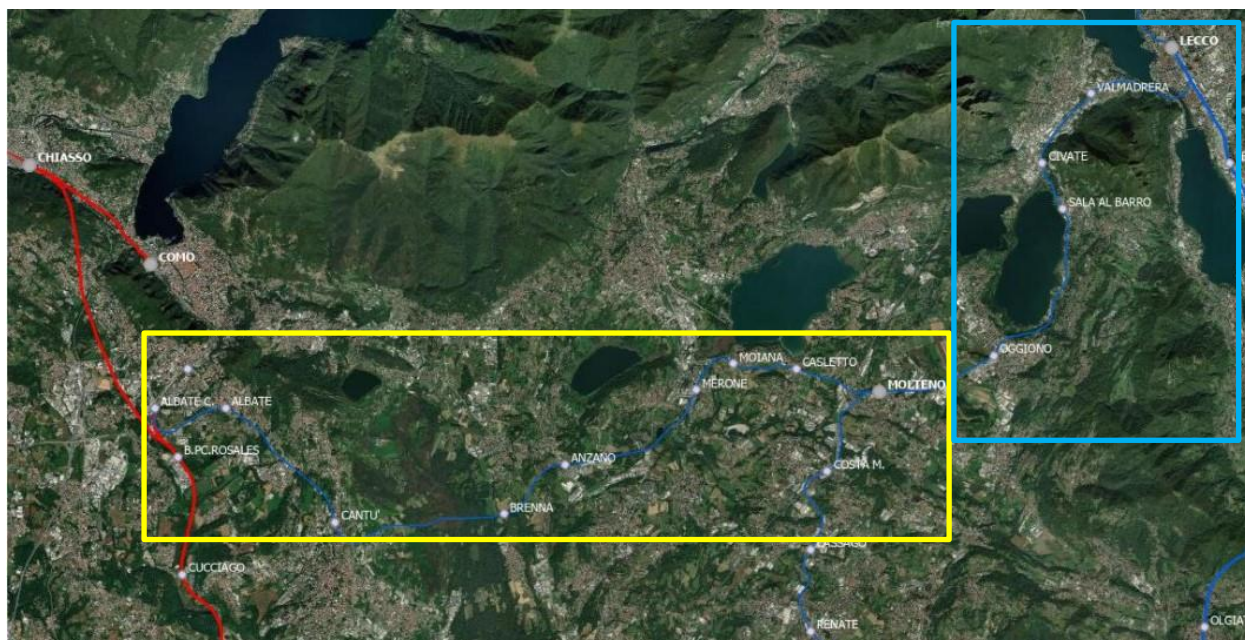 LECCO
VALMADRERA
CHIASSO
CIVATE
SALA AL BARRO
COMO
OGGIONO
MOIANA
CASLETTO
MERONE
MOLTENO
ALBATE C.
ALBATE
B.PC.ROSALES
ANZANO
COSTA M.
BRENNA
CANTU'
CASSAGO
CUCCIAGO
RENATE